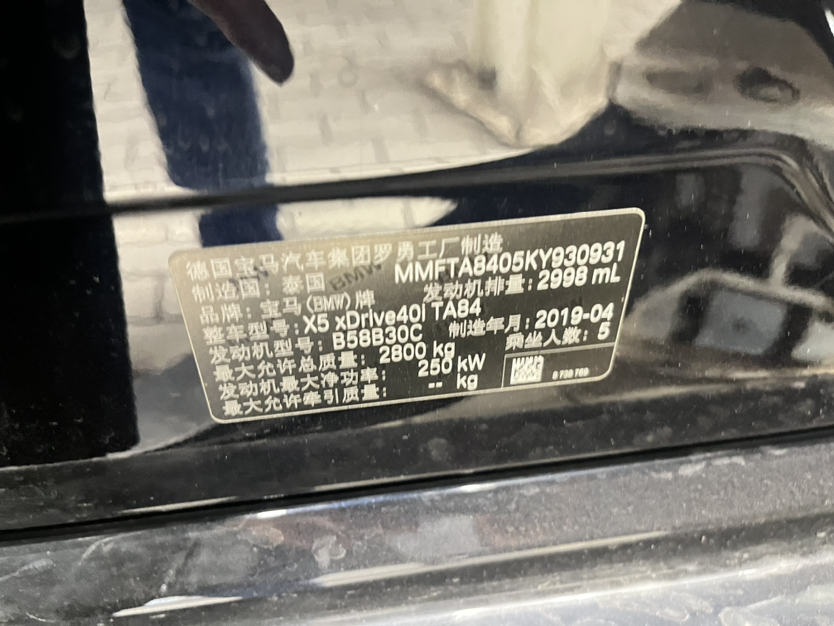 德国宝马汽车集团罗勇工厂制造
制造国: 泰国 MMFTA8405KY930931
品牌: 宝马(BMW)牌 发动机排量: 2998 mL
整车型号: X5 xDrive40i TA84
发动机型号: B58B30C 制造年月: 2019-04
最大允许总质量: 2800 kg 乘坐人数: 5
发动机最大净功率: 250 kW
最大允许牵引质量: -- kg